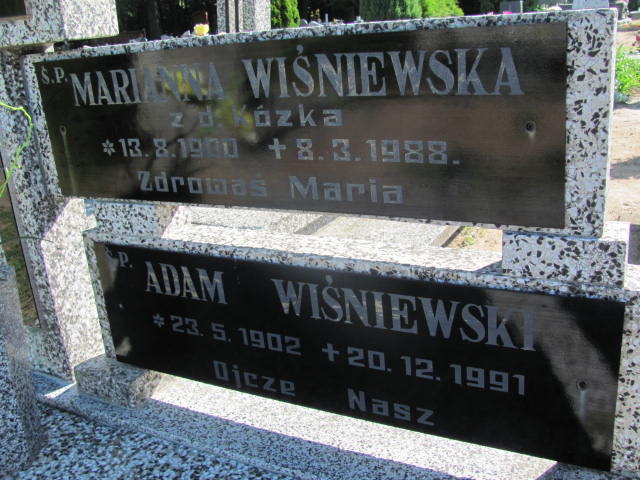 Ś.P. MARIANNA WIŚNIEWSKA
z d. Kózka
*13.8.1900 +8.3.1988.
Zdrowaś Maria
Ś.P. ADAM WIŚNIEWSKI
*23.5.1902 +20.12.1991
Ojcze Nasz